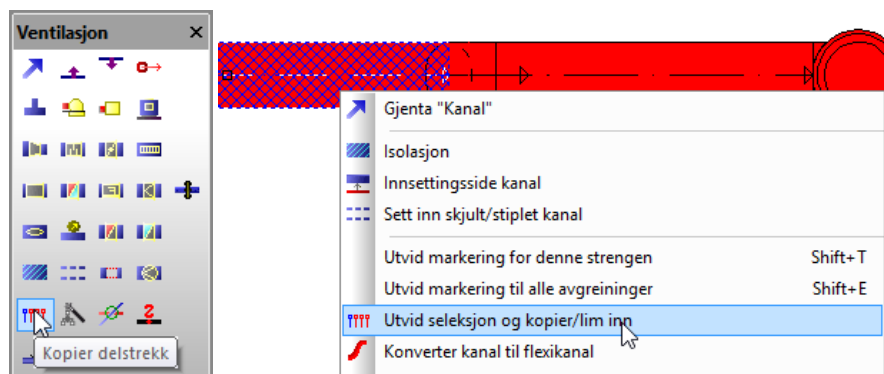 Ventilasjon
Kopier delstrekk
Gjenta "Kanal"
Isolasjon
Innsettingsside kanal
Sett inn skjult/stiplet kanal
Utvid markering for denne strengen Shift+T
Utvid markering til alle avgreininger Shift+E
Utvid seleksjon og kopier/lim inn
Konverter kanal til flexikanal